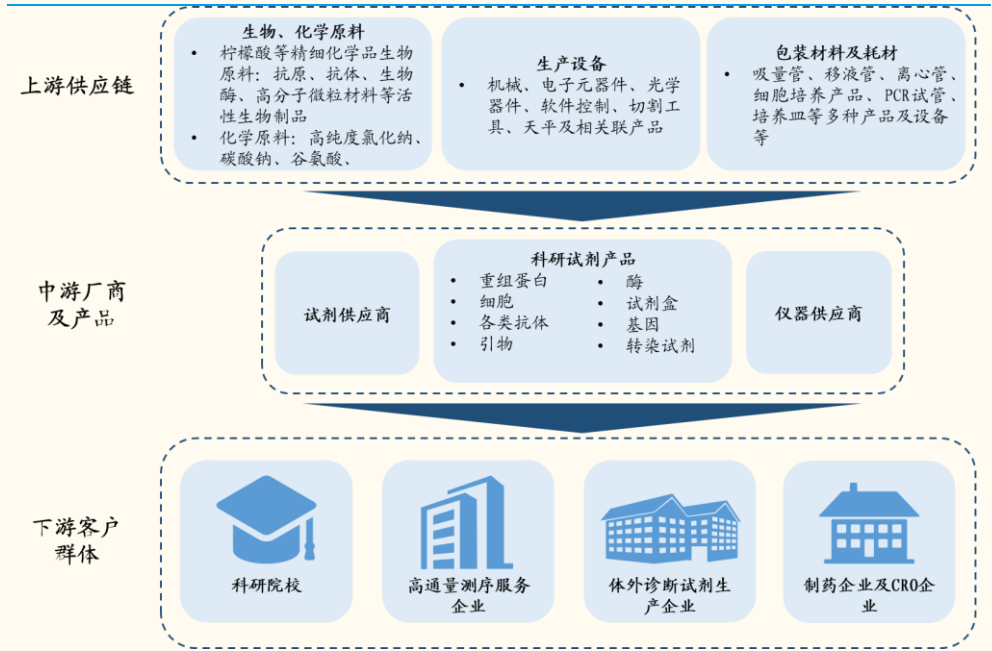 上游供应链
生物、化学原料
• 柠檬酸等精细化学品生物
原料：抗原、抗体、生物
酶、高分子微粒材料等活
性生物制品
• 化学原料：高纯度氯化纳、
碳酸钠、谷氨酸、
生产设备
• 机械、电子元器件、光学
器件、软件控制、切割工
具、天平及相关联产品
包装材料及耗材
• 吸量管、移液管、离心管、
细胞培养产品、PCR试管、
培养皿等多种产品及设备
等
中游厂商
及产品
试剂供应商
科研试剂产品
• 重组蛋白
• 细胞
• 各类抗体
• 引物
• 酶
• 试剂盒
• 基因
• 转染试剂
仪器供应商
下游客户
群体
科研院校
高通量测序服务
企业
体外诊断试剂生
产企业
制药企业及CRO企
业